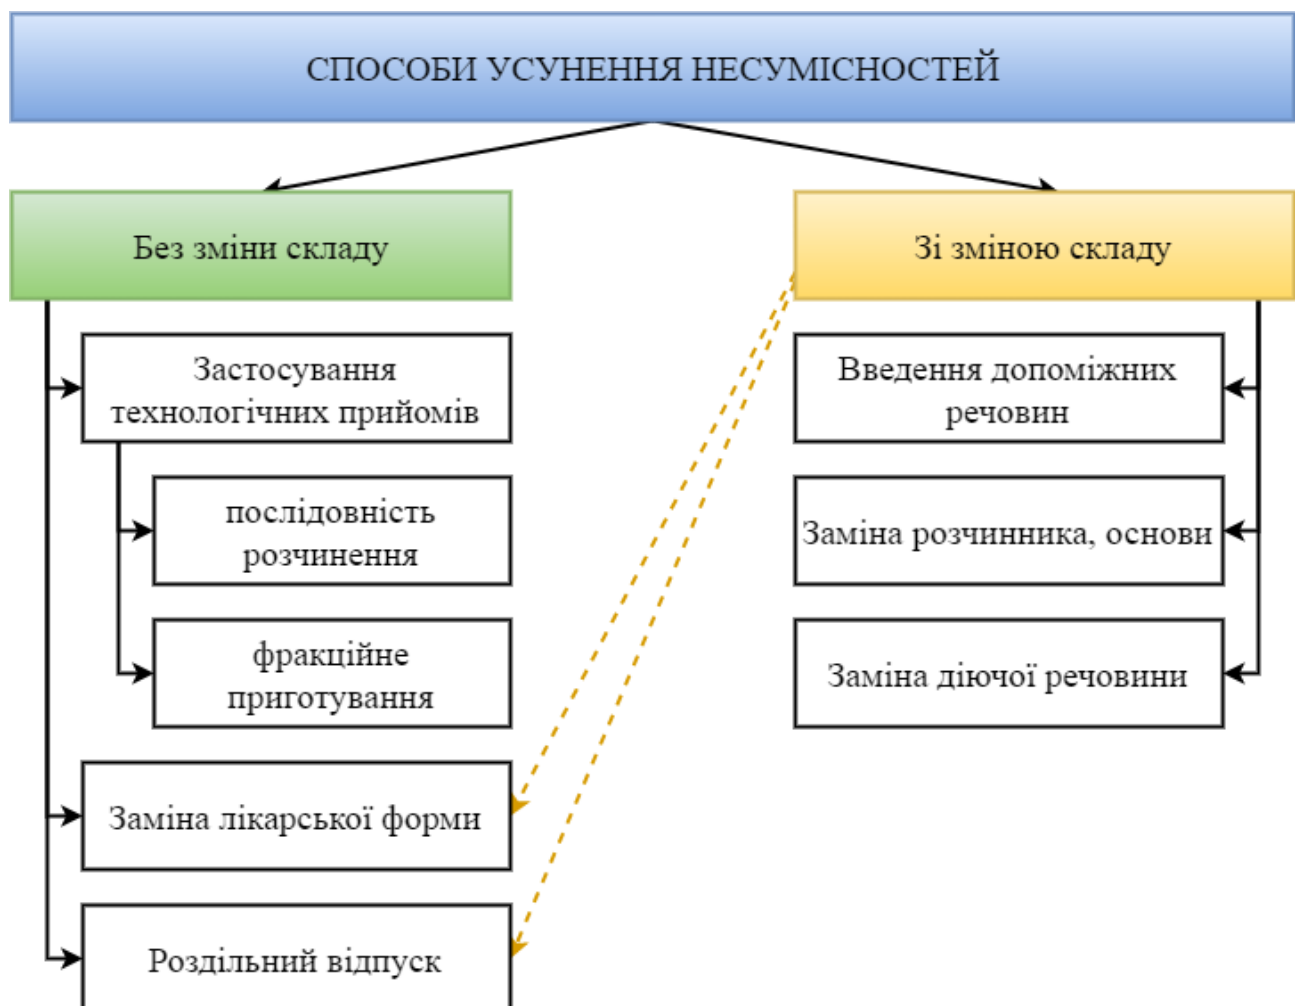 СПОСОБИ УСУНЕННЯ НЕСУМІСНОСТЕЙ
Без зміни складу
Застосування
технологічних прийомів
послідовність
розчинення
фракційне
приготування
Заміна лікарської форми
Роздільний відпуск
Зі зміною складу
Введення допоміжних
речовин
Заміна розчинника, основи
Заміна діючої речовини